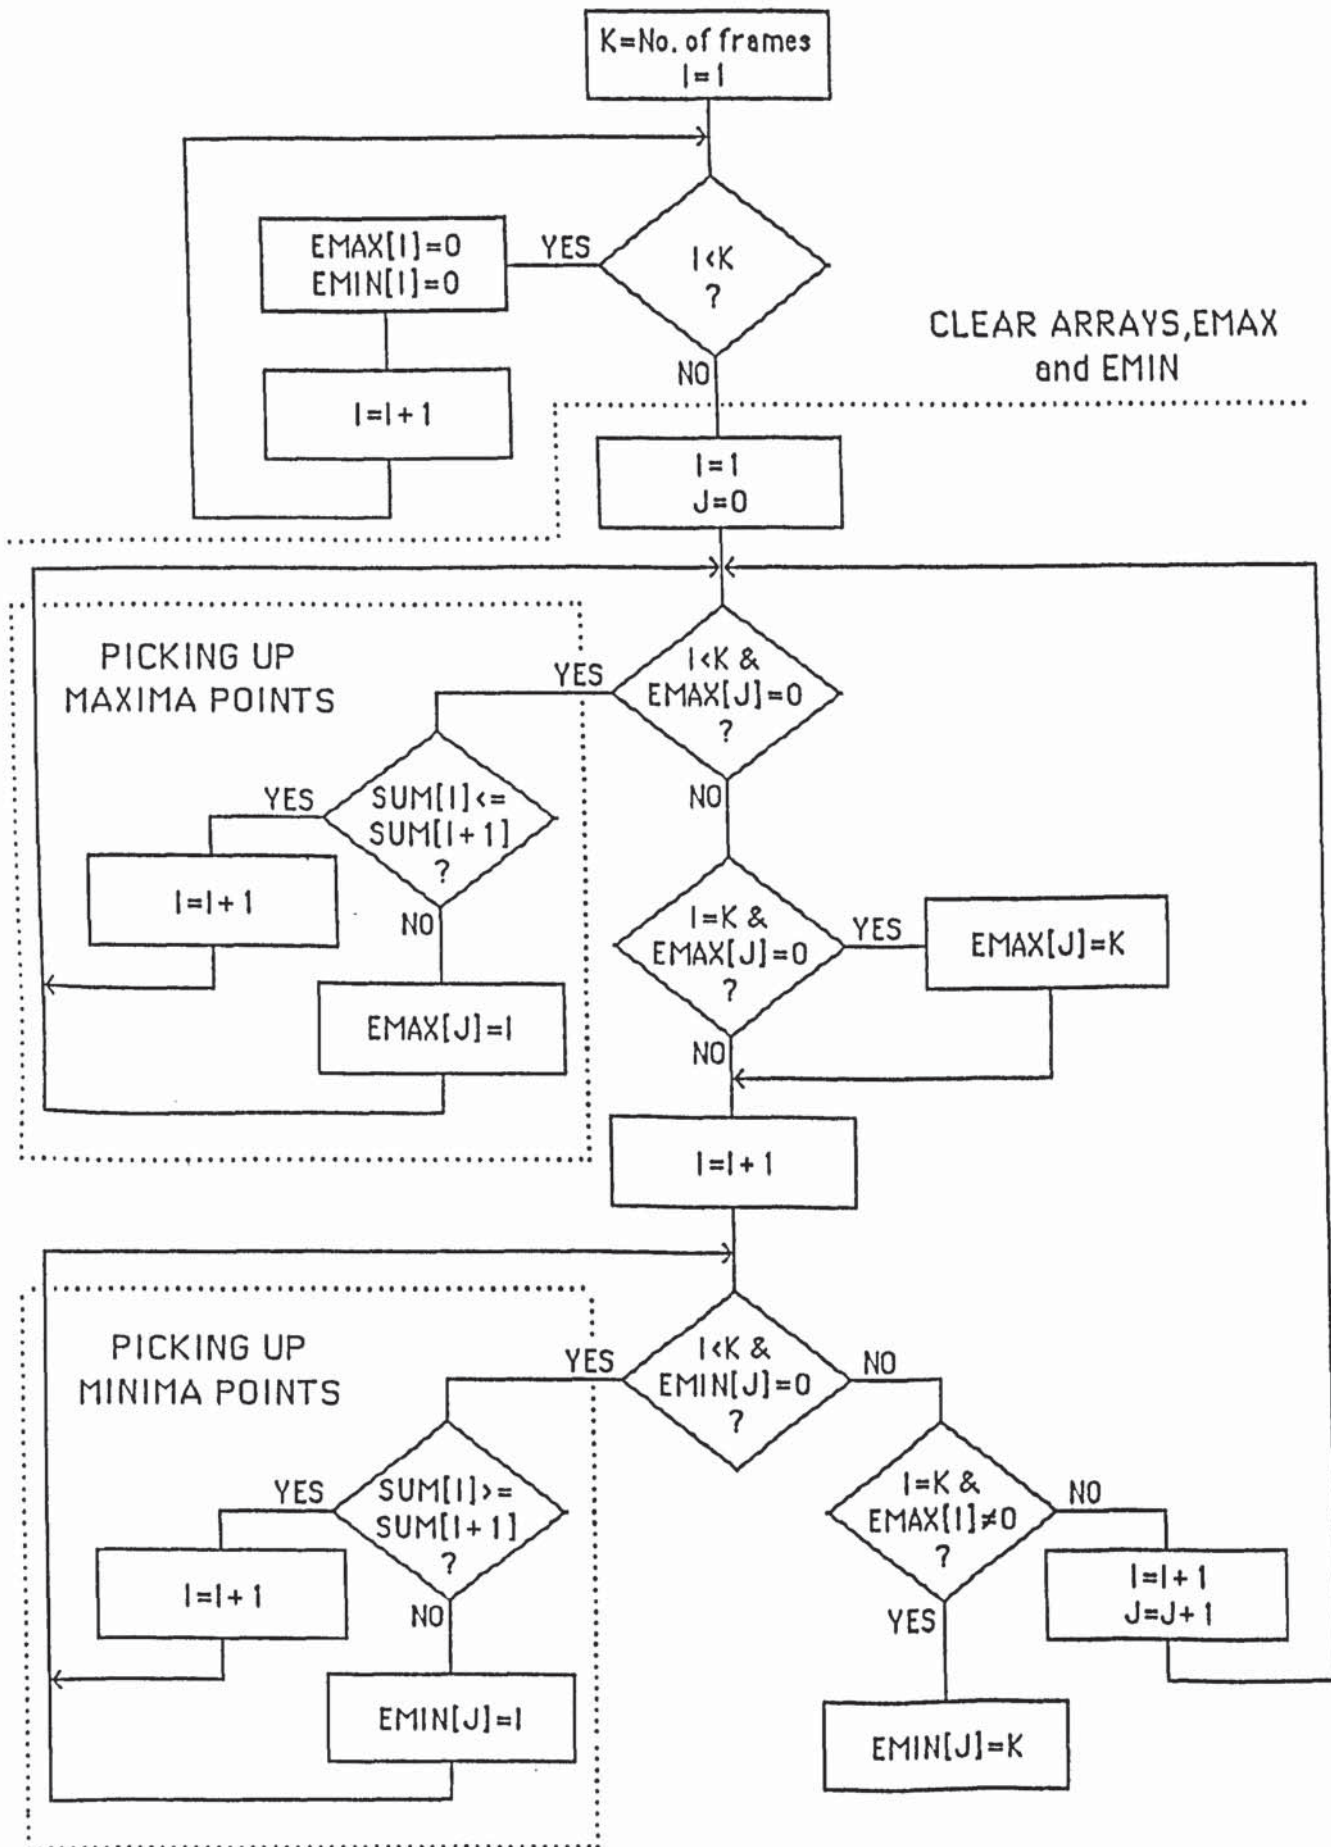 K=No. of frames
I=1
I<K
?
YES
EMAX[I]=0
EMIN[I]=0
I=I+1
NO
CLEAR ARRAYS,EMAX
and EMIN
I=1
J=0
I<K &
EMAX[J]=0
?
YES
PICKING UP
MAXIMA POINTS
SUM[I]<=
SUM[I+1]
?
YES
I=I+1
NO
EMAX[J]=I
NO
I=K &
EMAX[J]=0
?
YES
EMAX[J]=K
NO
I=I+1
I<K &
EMIN[J]=0
?
YES
PICKING UP
MINIMA POINTS
SUM[I]>=
SUM[I+1]
?
YES
I=I+1
NO
EMIN[J]=I
NO
I=K &
EMAX[I]≠0
?
NO
I=I+1
J=J+1
YES
EMIN[J]=K